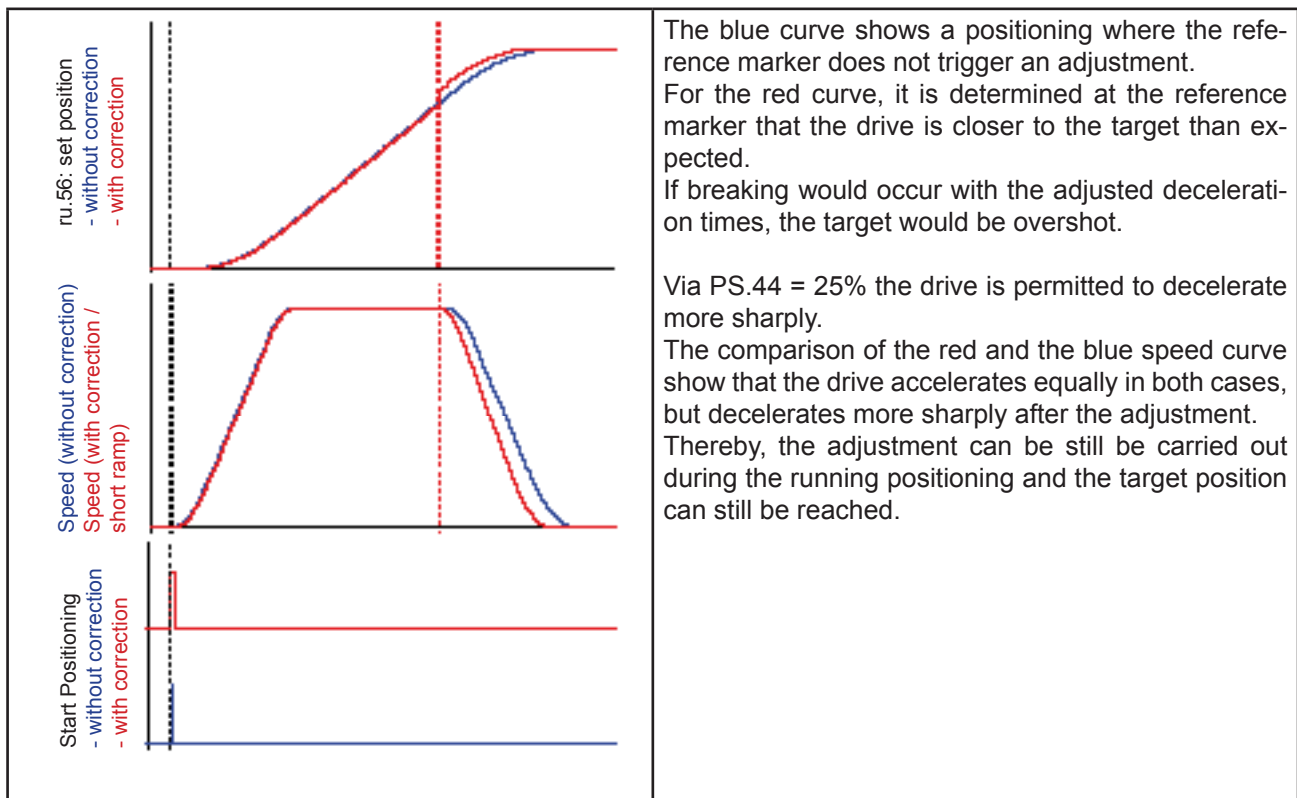 ru.56: set position
- without correction
- with correction
Speed (without correction)
Speed (with correction /
short ramp)
Start Positioning
- without correction
- with correction
The blue curve shows a positioning where the refe-
rence marker does not trigger an adjustment.
For the red curve, it is determined at the reference
marker that the drive is closer to the target than ex-
pected.
If breaking would occur with the adjusted decelerati-
on times, the target would be overshot.
Via PS.44 = 25% the drive is permitted to decelerate
more sharply.
The comparison of the red and the blue speed curve
show that the drive accelerates equally in both cases,
but decelerates more sharply after the adjustment.
Thereby, the adjustment can be still be carried out
during the running positioning and the target position
can still be reached.